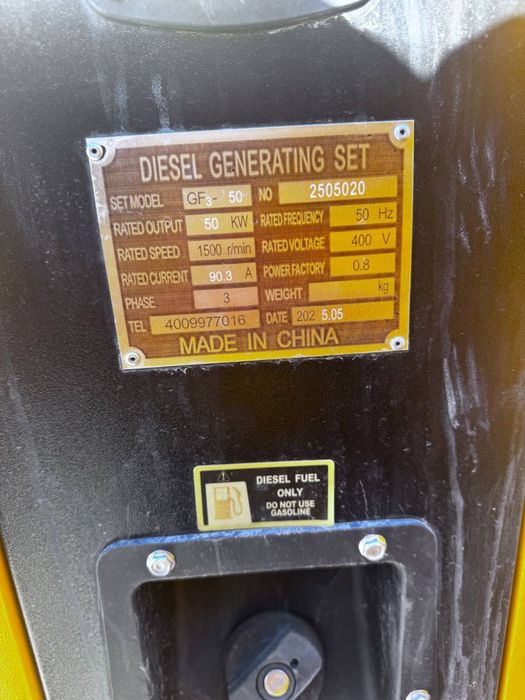 DIESEL GENERATING SET
SET MODEL GF3- 50 NO 2505020
RATED OUTPUT 50 KW RATED FREQUENCY 50 Hz
RATED SPEED 1500 r/min RATED VOLTAGE 400 V
RATED CURRENT 90.3 A POWER FACTORY 0.8
PHASE 3 WEIGHT kg
TEL 4009977016 DATE 202 5.05
MADE IN CHINA
DIESEL FUEL
ONLY
DO NOT USE
GASOLINE